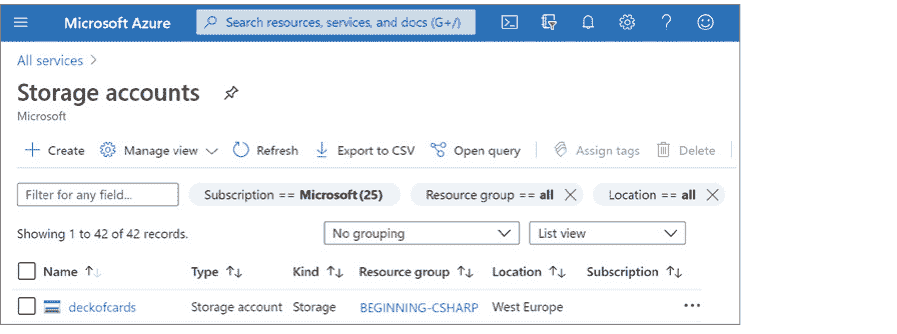 Microsoft Azure Search resources, services, and docs (G+/)
All services >
Storage accounts
Microsoft
Create Manage view Refresh Export to CSV Open query Assign tags Delete
Filter for any field... Subscription == Microsoft(25) Resource group == all Location == all
Showing 1 to 42 of 42 records. No grouping List view
Name Type Kind Resource group Location Subscription
deckofcards Storage account Storage BEGINNING-CSHARP West Europe